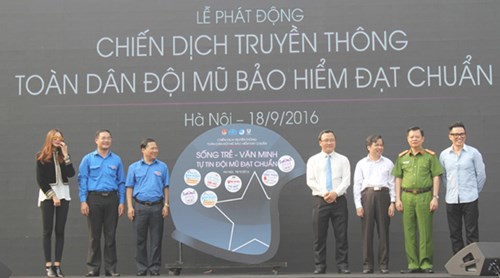 LỄ PHÁT ĐỘNG
CHIẾN DỊCH TRUYỀN THÔNG
TOÀN DÂN ĐỘI MŨ BẢO HIỂM ĐẠT CHUẨN
Hà Nội - 18/9/2016
SỐNG TRẺ - VĂN MINH
TỰ TIN ĐỘI MŨ ĐẠT CHUẨN